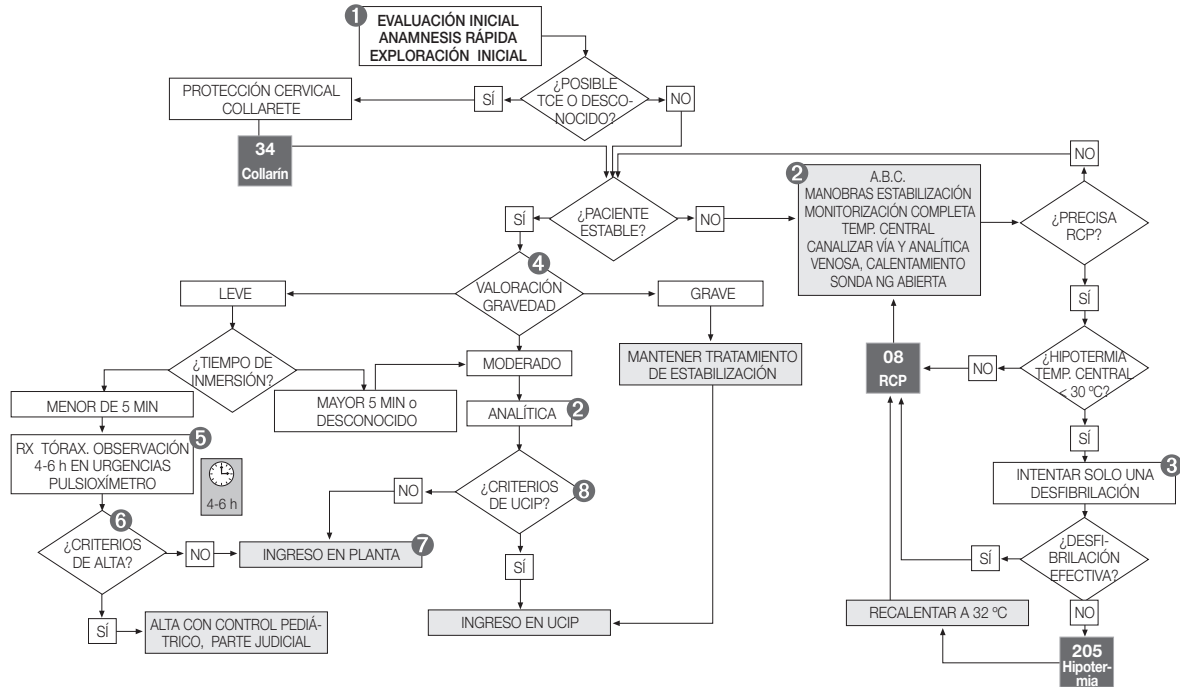 1
EVALUACIÓN INICIAL
ANAMNESIS RÁPIDA
EXPLORACIÓN INICIAL
¿POSIBLE
TCE O DESCO-
NOCIDO?
SÍ
NO
PROTECCIÓN CERVICAL
COLLARETE
34
Collarín
¿PACIENTE
ESTABLE?
SÍ
NO
2
A.B.C.
MANOBRAS ESTABILIZACIÓN
MONITORIZACIÓN COMPLETA
TEMP. CENTRAL
CANALIZAR VÍA Y ANALÍTICA
VENOSA, CALENTAMIENTO
SONDA NG ABIERTA
NO
¿PRECISA
RCP?
SÍ
4
VALORACIÓN
GRAVEDAD
LEVE
GRAVE
MANTENER TRATAMIENTO
DE ESTABILIZACIÓN
08
RCP
NO
¿HIPOTERMIA
TEMP. CENTRAL
< 30 ºC?
SÍ
¿TIEMPO DE
INMERSIÓN?
MODERADO
MENOR DE 5 MIN
MAYOR 5 MIN o
DESCONOCIDO
ANALÍTICA
2
5
RX TÓRAX. OBSERVACIÓN
4-6 h EN URGENCIAS
PULSIOXÍMETRO
4-6 h
NO
¿CRITERIOS
DE UCIP?
8
3
INTENTAR SOLO UNA
DESFIBRILACIÓN
6
¿CRITERIOS
DE ALTA?
NO
INGRESO EN PLANTA
7
SÍ
SÍ
¿DESFI-
BRILACIÓN
EFECTIVA?
NO
SÍ
ALTA CON CONTROL PEDIÁ-
TRICO, PARTE JUDICIAL
INGRESO EN UCIP
RECALENTAR A 32 ºC
205
Hipoter-
mia